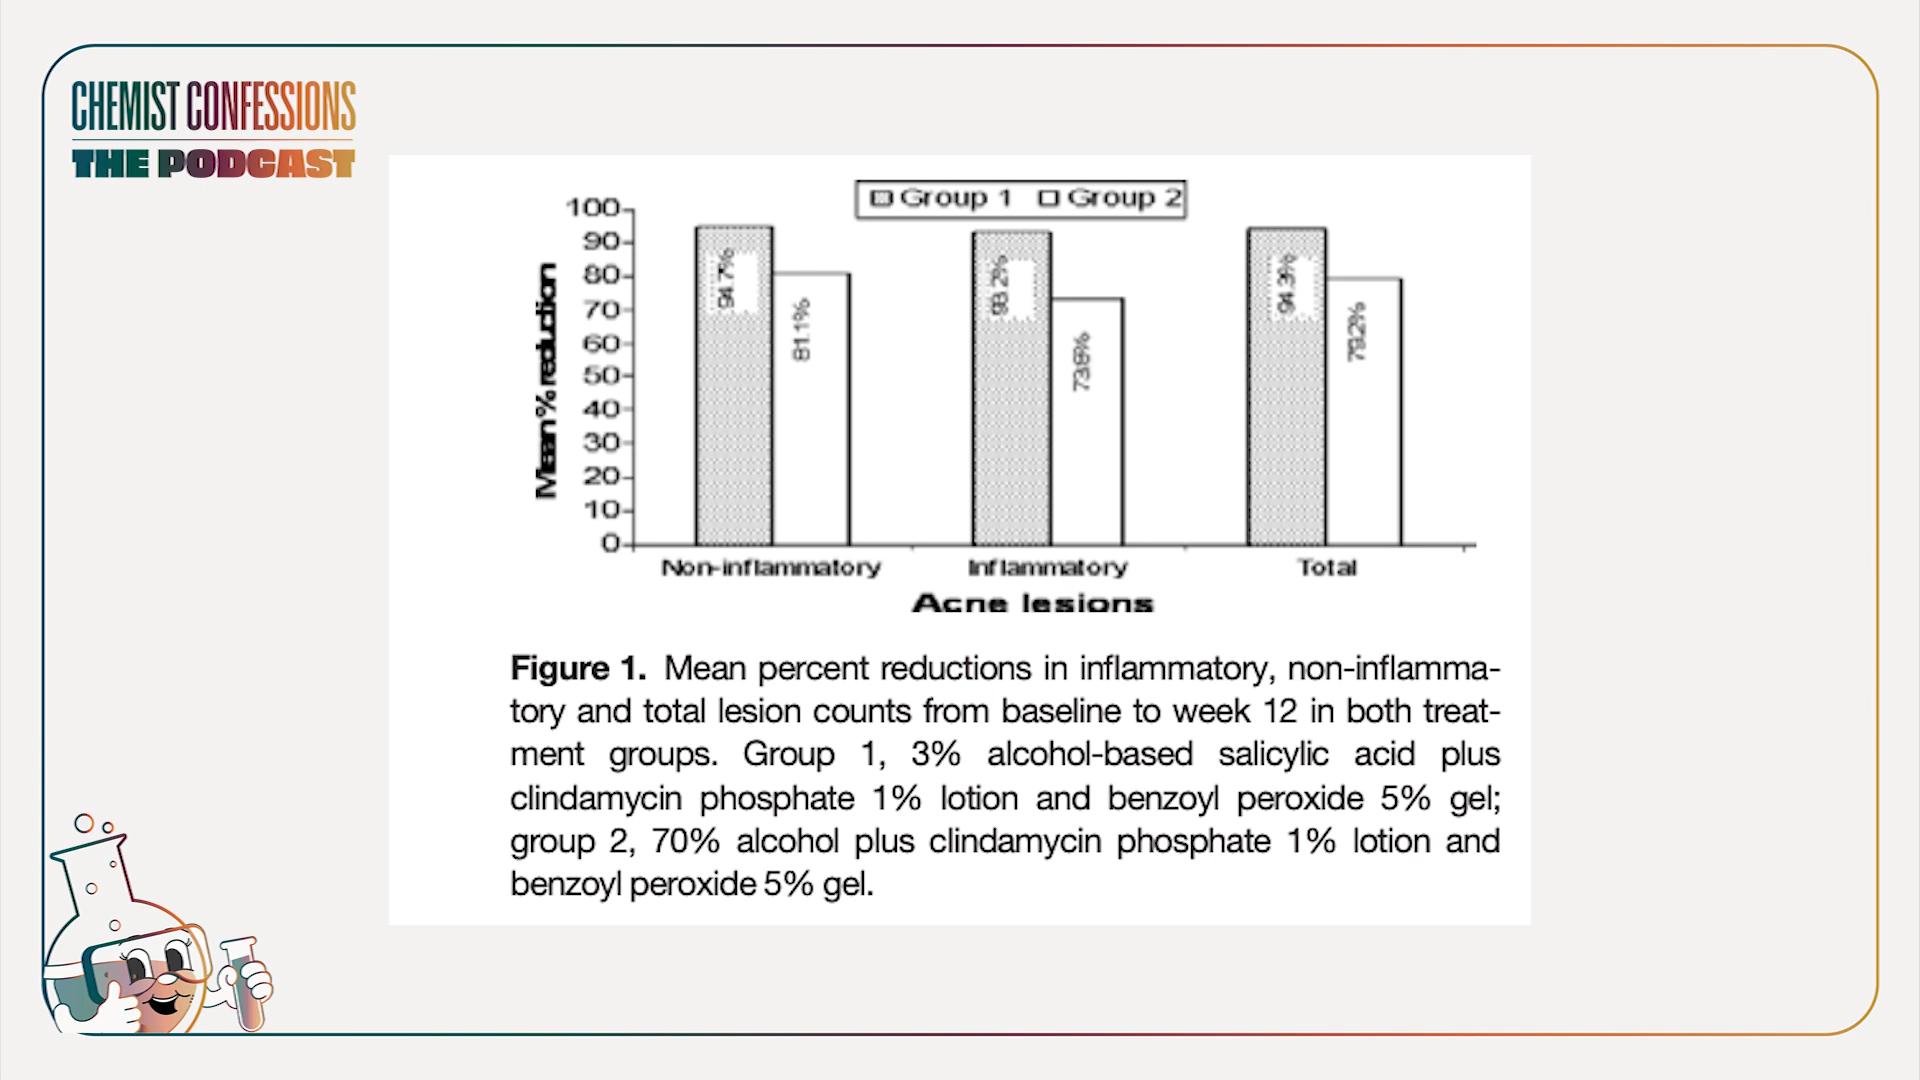 CHEMIST CONFESSIONS
THE PODCAST
Group 1 Group 2
100
90
80
70
60
50
40
30
20
10
0
Mean % reduction
94.7%
81.1%
93.2%
73.8%
94.3%
79.2%
Non-inflammatory Inflammatory Total
Acne lesions
Figure 1. Mean percent reductions in inflammatory, non-inflamma-
tory and total lesion counts from baseline to week 12 in both treat-
ment groups. Group 1, 3% alcohol-based salicylic acid plus
clindamycin phosphate 1% lotion and benzoyl peroxide 5% gel;
group 2, 70% alcohol plus clindamycin phosphate 1% lotion and
benzoyl peroxide 5% gel.